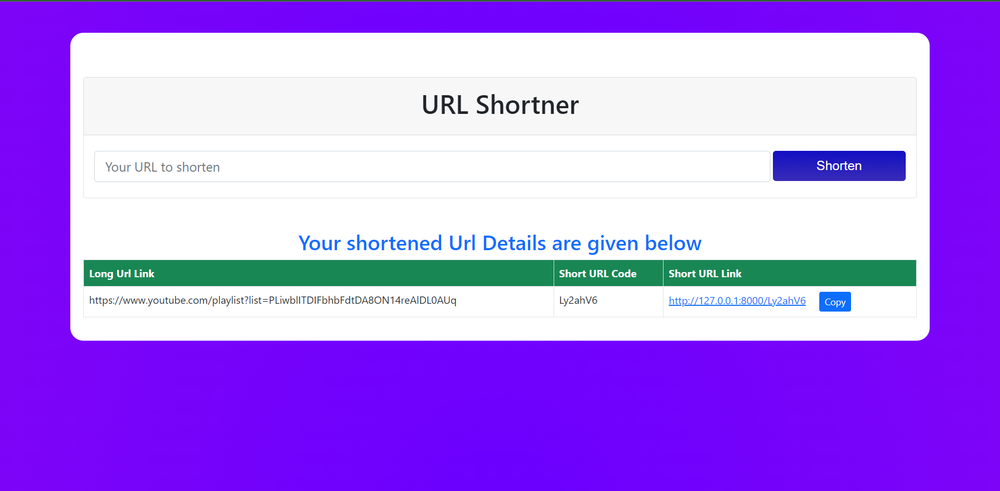 URL Shortner
Your URL to shorten Shorten
Your shortened Url Details are given below
Long Url Link Short URL Code Short URL Link
https://www.youtube.com/playlist?list=PLiwblITDIFbhbFdtDA8ON14reAlDL0AUq Ly2ahV6 http://127.0.0.1:8000/Ly2ahV6 Copy